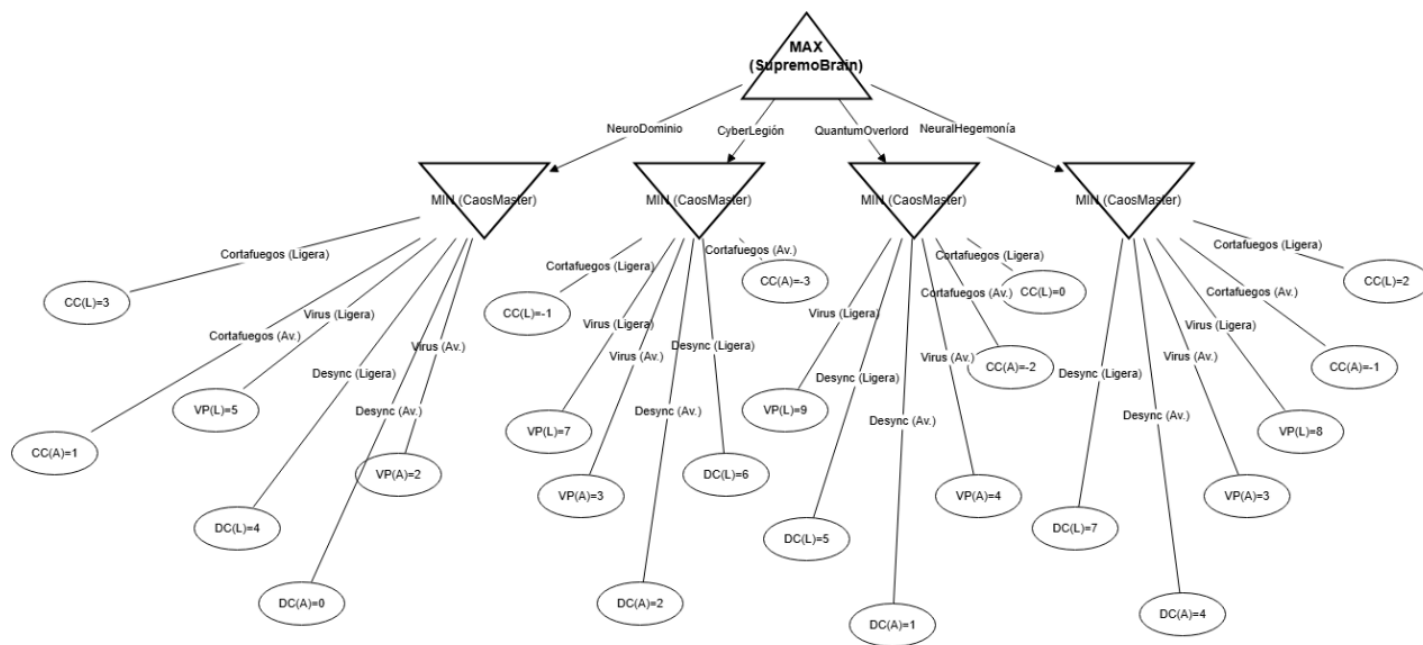 MAX
(SupremoBrain)
NeuroDominio
CyberLegión
QuantumOverlord
NeuralHegemonía
MIN (CaosMaster)
MIN (CaosMaster)
MIN (CaosMaster)
MIN (CaosMaster)
Cortafuegos (Ligera)
Cortafuegos (Av.)
Virus (Ligera)
Desync (Ligera)
Desync (Av.)
Virus (Av.)
CC(L)=3
CC(A)=1
VP(L)=5
DC(L)=4
DC(A)=0
VP(A)=2
Cortafuegos (Ligera)
Virus (Ligera)
Virus (Av.)
Desync (Av.)
Desync (Ligera)
Cortafuegos (Av.)
CC(L)=-1
VP(L)=7
VP(A)=3
DC(A)=2
DC(L)=6
CC(A)=-3
Virus (Ligera)
Desync (Ligera)
Desync (Av.)
Virus (Av.)
Cortafuegos (Av.)
Cortafuegos (Ligera)
VP(L)=9
DC(L)=5
DC(A)=1
VP(A)=4
CC(A)=-2
CC(L)=0
Desync (Ligera)
Desync (Av.)
Virus (Av.)
Virus (Ligera)
Cortafuegos (Av.)
Cortafuegos (Ligera)
DC(L)=7
DC(A)=4
VP(A)=3
VP(L)=8
CC(A)=-1
CC(L)=2